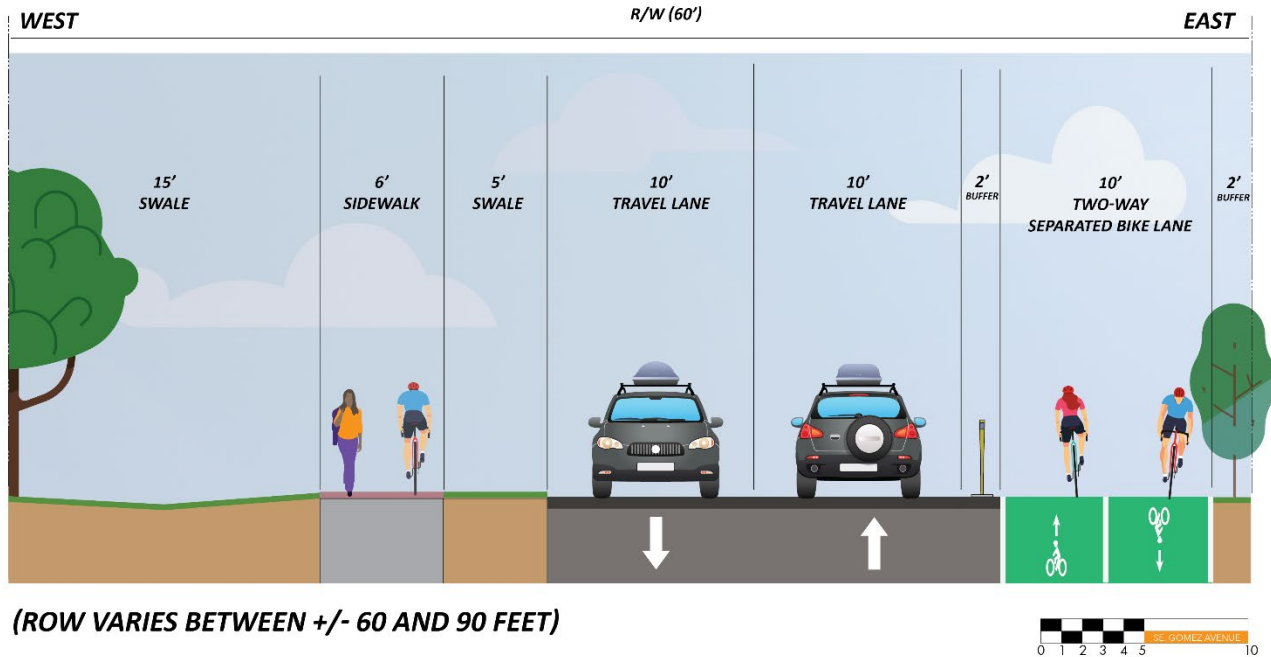 WEST
R/W (60')
EAST
15'
SWALE
6'
SIDEWALK
5'
SWALE
10'
TRAVEL LANE
10'
TRAVEL LANE
2'
BUFFER
10'
TWO-WAY
SEPARATED BIKE LANE
2'
BUFFER
(ROW VARIES BETWEEN +/- 60 AND 90 FEET)
SE. GOMEZ AVENUE
0 1 2 3 4 5 10